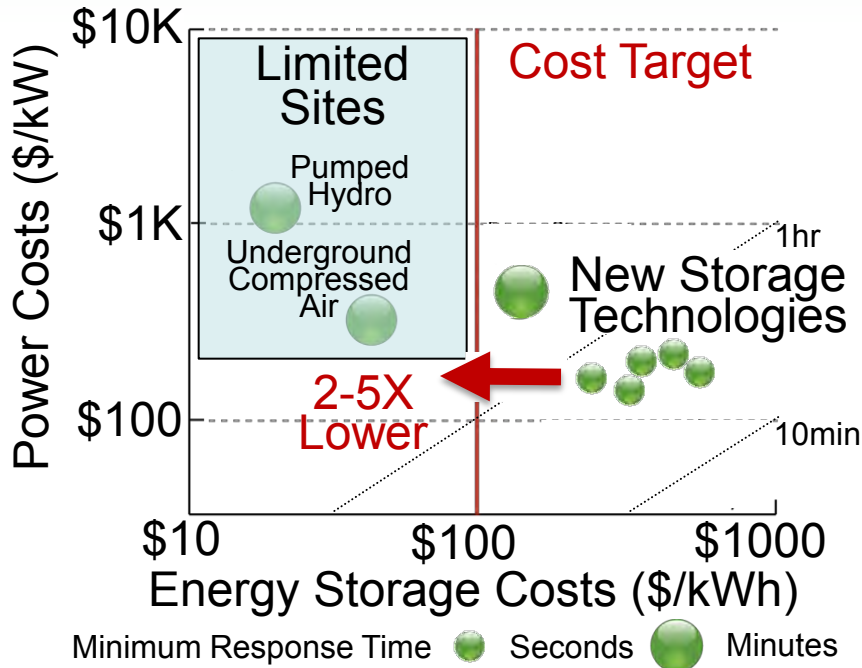 Power Costs ($/kW)
$10K
$1K
$100
Limited
Sites
Pumped
Hydro
Underground
Compressed
Air
Cost Target
1hr
New Storage
Technologies
2-5X
Lower
10min
$10
$100
$1000
Energy Storage Costs ($/kWh)
Minimum Response Time Seconds Minutes